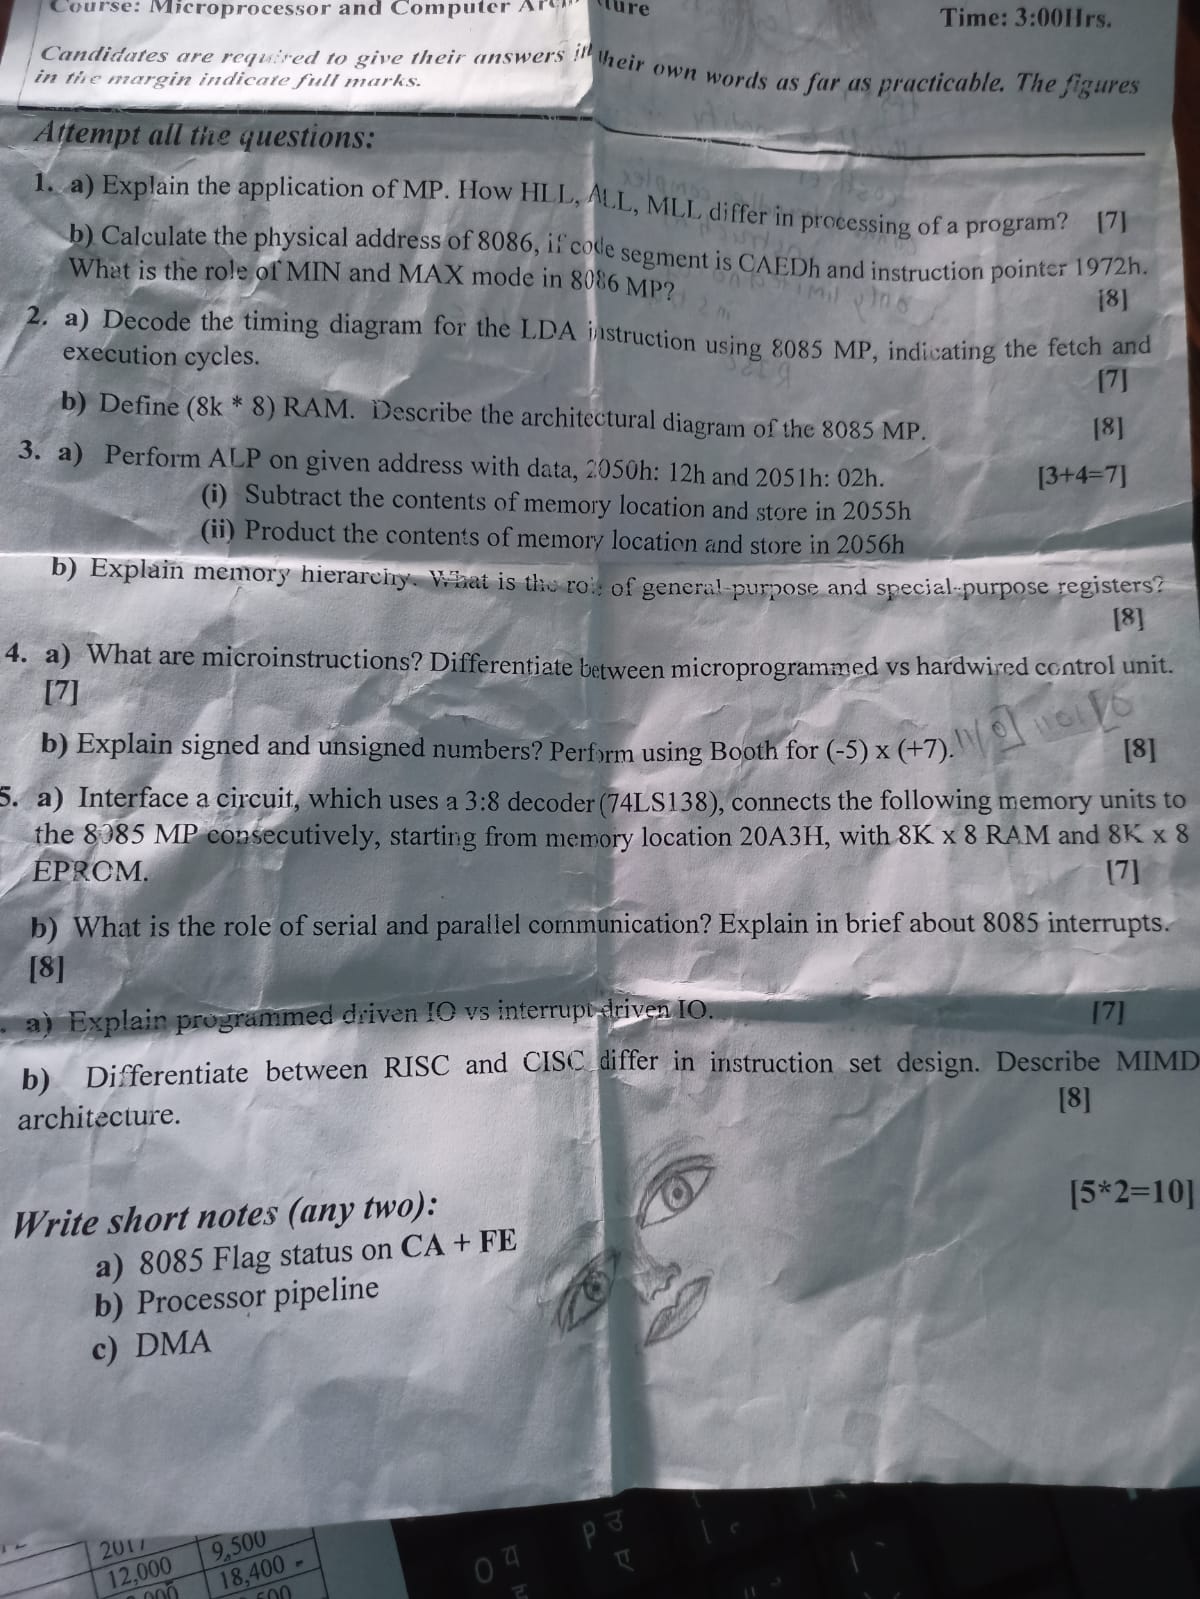 Course: Microprocessor and Computer
Time: 3:00Hrs.
Candidates are required to give their answers in their own words as far as practicable. The figures
in the margin indicate full marks.
Attempt all the questions:
1. a) Explain the application of MP. How HLL, ALL, MLL differ in processing of a program? [7]
b) Calculate the physical address of 8086, if code segment is CAEDh and instruction pointer 1972h.
What is the role of MIN and MAX mode in 8086 MP? [8]
2. a) Decode the timing diagram for the LDA instruction using 8085 MP, indicating the fetch and
execution cycles. [7]
b) Define (8k * 8) RAM. Describe the architectural diagram of the 8085 MP. [8]
3. a) Perform ALP on given address with data, 2050h: 12h and 2051h: 02h. [3+4=7]
(i) Subtract the contents of memory location and store in 2055h
(ii) Product the contents of memory location and store in 2056h
b) Explain memory hierarchy. What is the role of general-purpose and special-purpose registers?
[8]
4. a) What are microinstructions? Differentiate between microprogrammed vs hardwired control unit.
[7]
b) Explain signed and unsigned numbers? Perform using Booth for (-5) x (+7). [8]
5. a) Interface a circuit, which uses a 3:8 decoder (74LS138), connects the following memory units to
the 8085 MP consecutively, starting from memory location 20A3H, with 8K x 8 RAM and 8K x 8
EPROM. [7]
b) What is the role of serial and parallel communication? Explain in brief about 8085 interrupts.
[8]
a) Explain programmed driven IO vs interrupt driven IO. [7]
b) Differentiate between RISC and CISC differ in instruction set design. Describe MIMD
architecture. [8]
Write short notes (any two): [5*2=10]
a) 8085 Flag status on CA + FE
b) Processor pipeline
c) DMA
2017 9,500
12,000 18,400